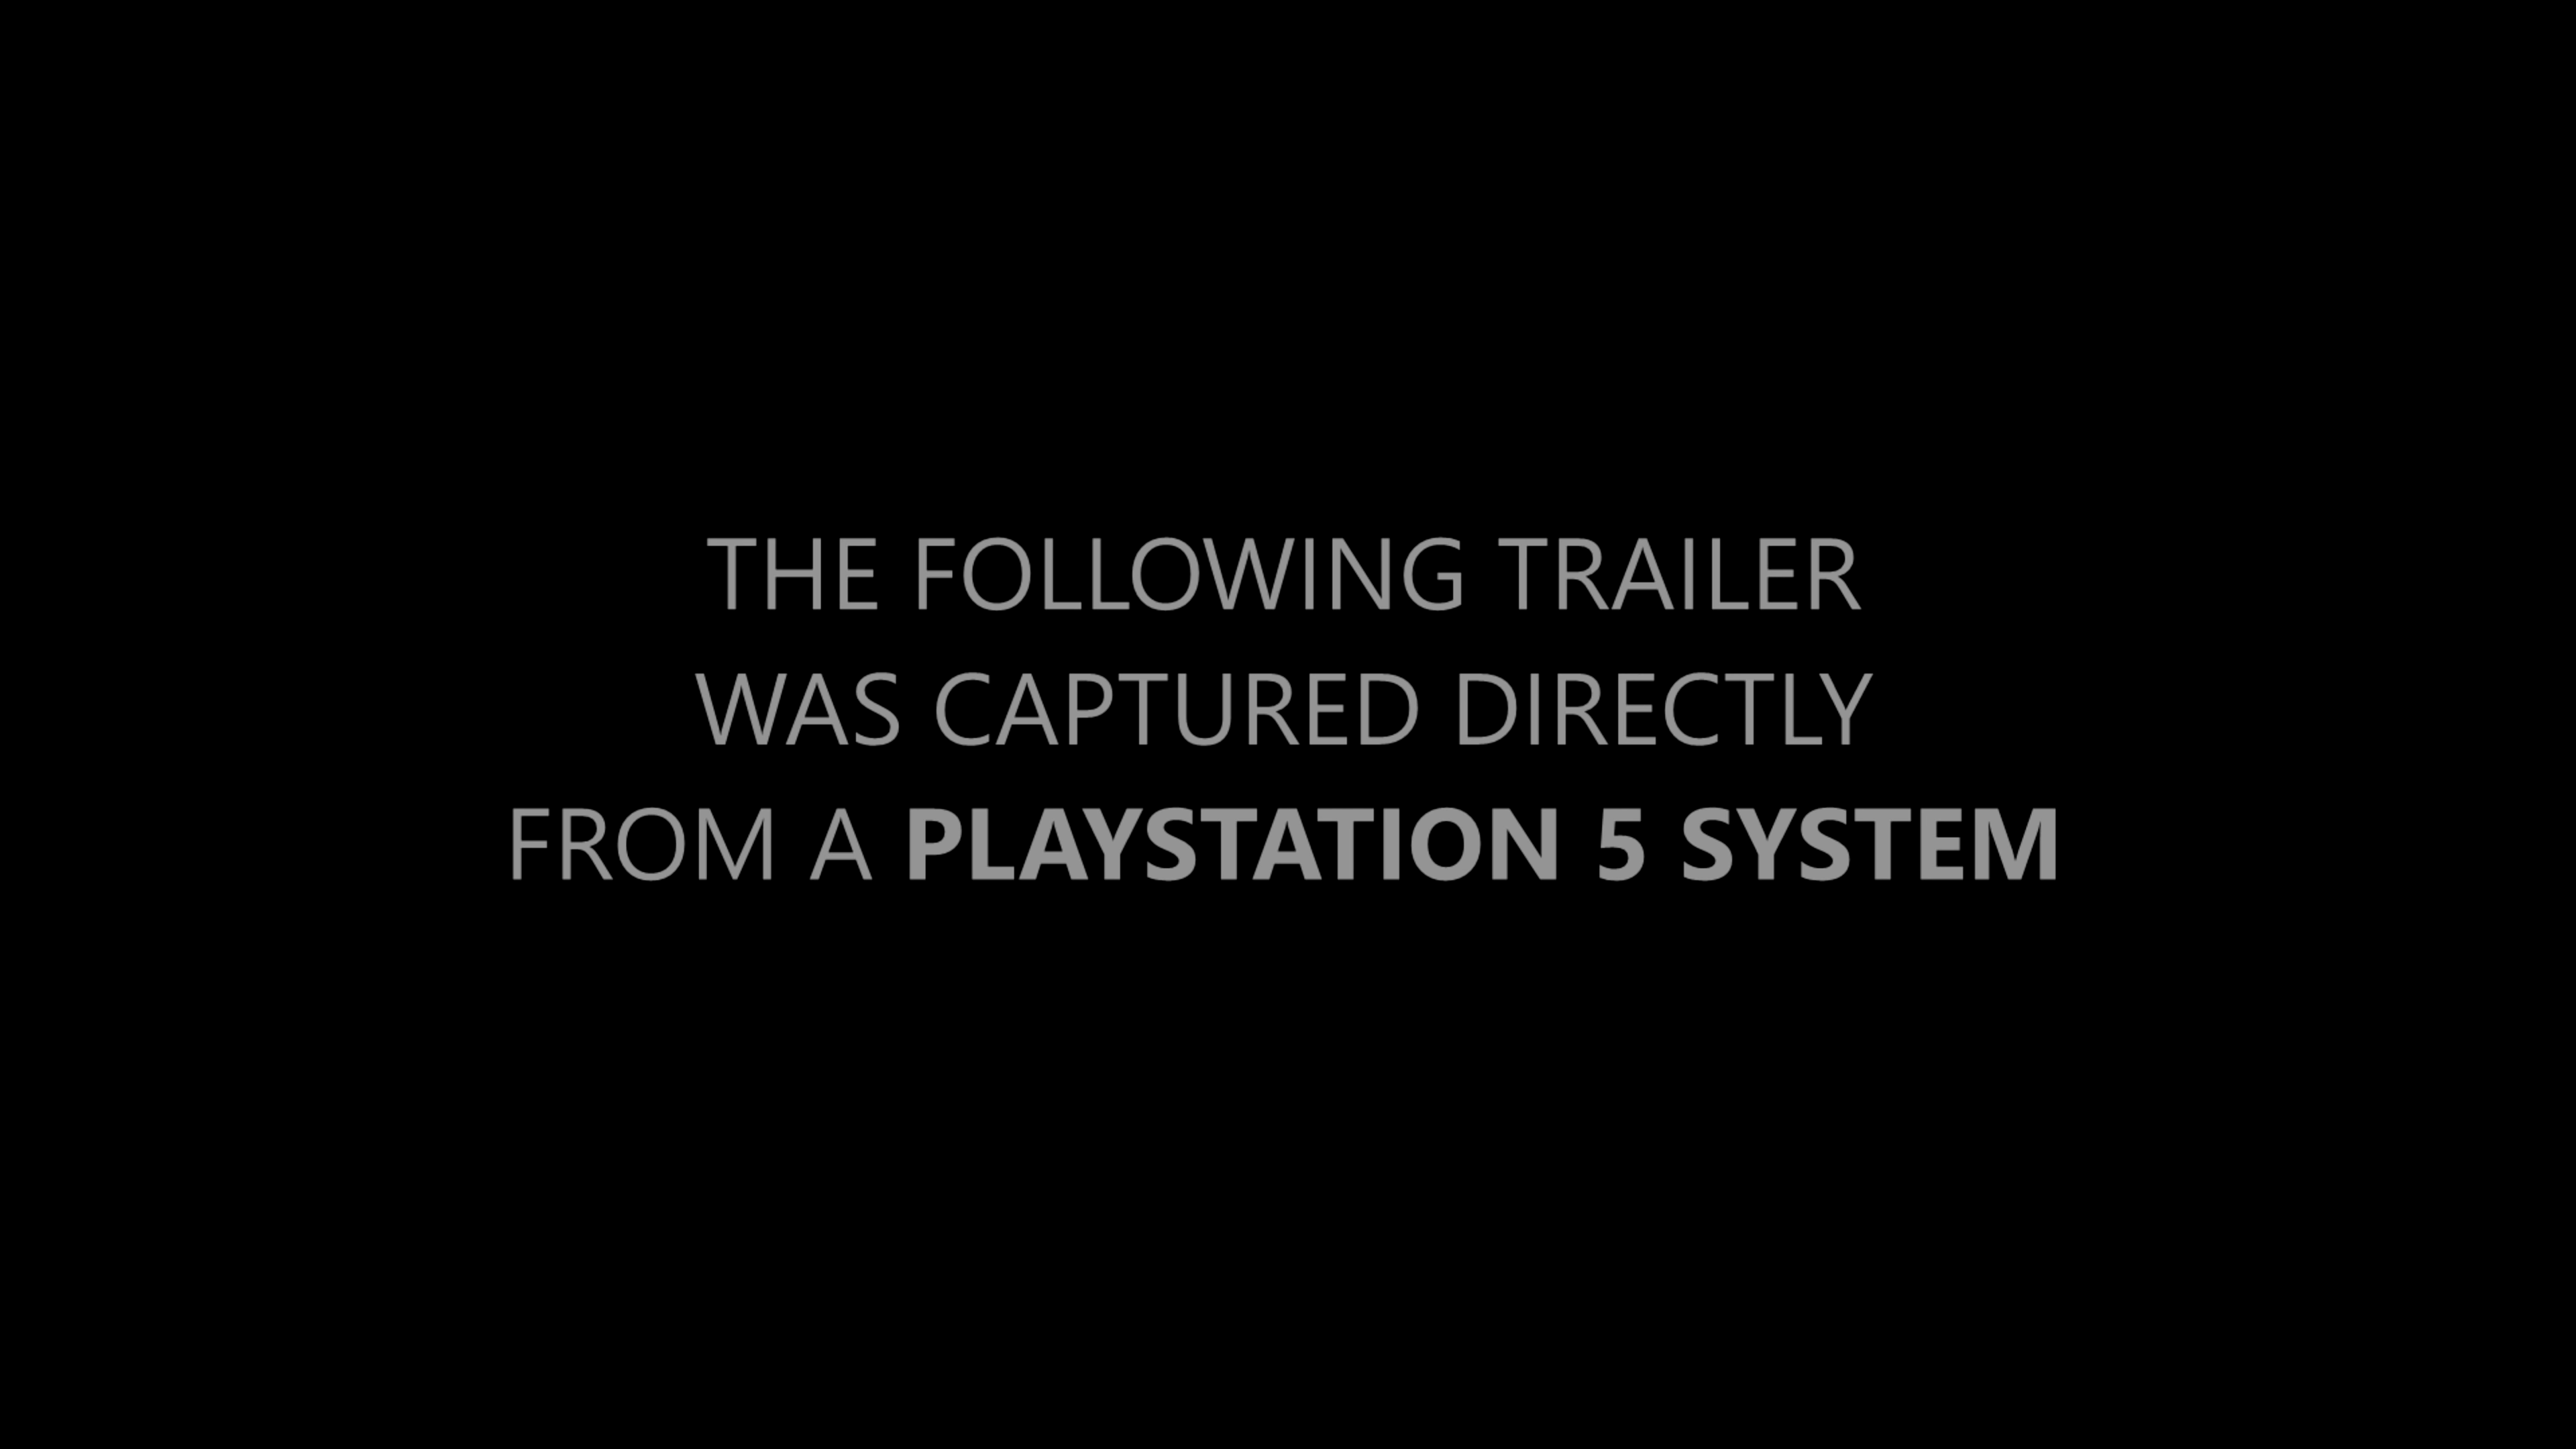 THE FOLLOWING TRAILER
WAS CAPTURED DIRECTLY
FROM A PLAYSTATION 5 SYSTEM